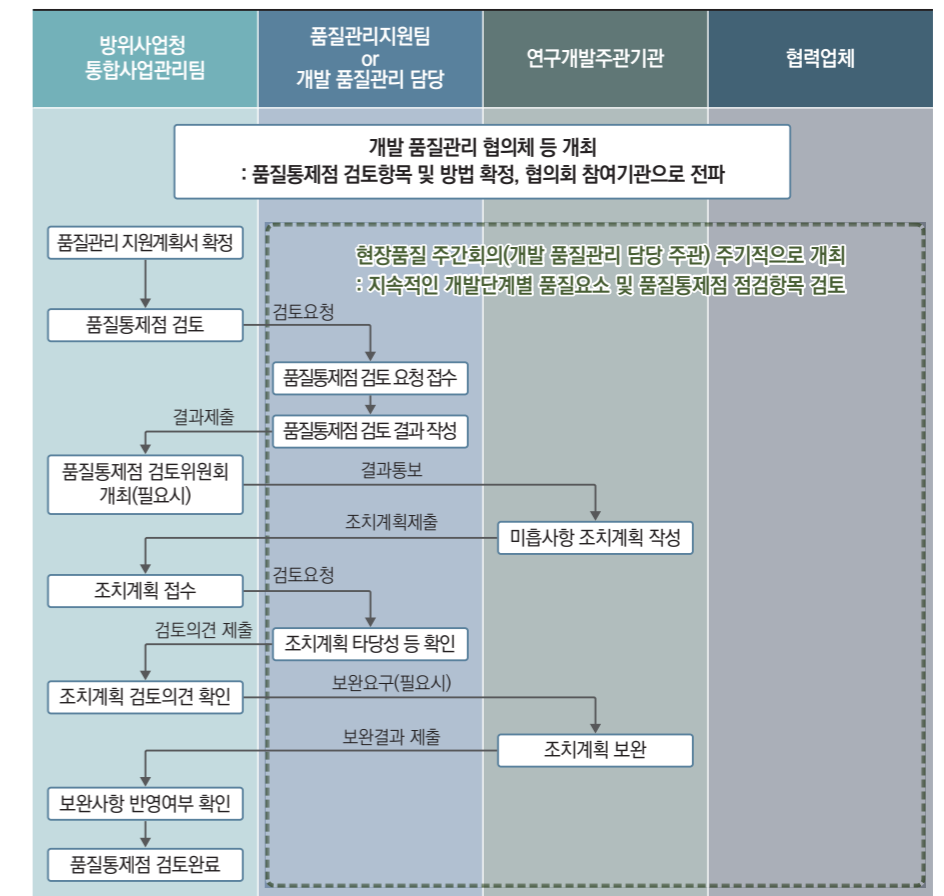 방위사업청
통합사업관리팀
품질관리지원팀
or
개발 품질관리 담당
연구개발주관기관
협력업체
개발 품질관리 협의체 등 개최
: 품질통제점 검토항목 및 방법 확정, 협의회 참여기관으로 전파
품질관리 지원계획서 확정
현장품질 주간회의(개발 품질관리 담당 주관) 주기적으로 개최
: 지속적인 개발단계별 품질요소 및 품질통제점 점검항목 검토
품질통제점 검토
검토요청
품질통제점 검토 요청 접수
결과제출
품질통제점 검토 결과 작성
품질통제점 검토위원회
개최(필요시)
결과통보
조치계획제출
미흡사항 조치계획 작성
조치계획 접수
검토요청
검토의견 제출
조치계획 타당성 등 확인
조치계획 검토의견 확인
보완요구(필요시)
보완결과 제출
조치계획 보완
보완사항 반영여부 확인
품질통제점 검토완료